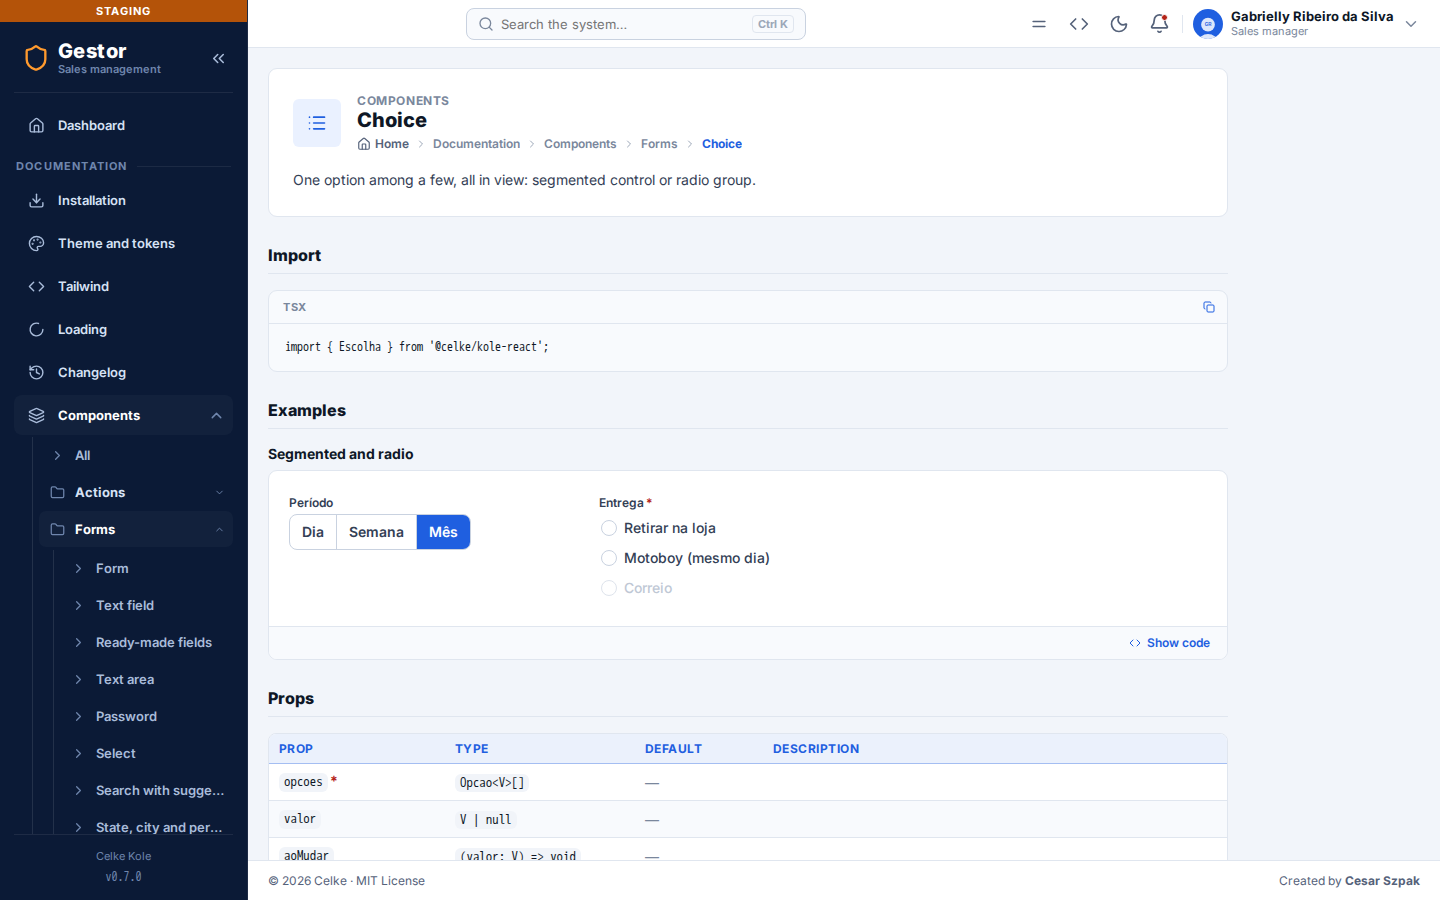 STAGING
Gestor
Sales management
Dashboard
DOCUMENTATION
Installation
Theme and tokens
Tailwind
Loading
Changelog
Components
All
Actions
Forms
Form
Text field
Ready-made fields
Text area
Password
Select
Search with sugge...
State, city and per...
Celke Kole
v0.7.0
Search the system...
Ctrl K
GR
Gabrielly Ribeiro da Silva
Sales manager
COMPONENTS
Choice
Home
Documentation
Components
Forms
Choice
One option among a few, all in view: segmented control or radio group.
Import
TSX
import { Escolha } from '@celke/kole-react';
Examples
Segmented and radio
Período
Dia
Semana
Mês
Entrega *
Retirar na loja
Motoboy (mesmo dia)
Correio
Show code
Props
PROP TYPE DEFAULT DESCRIPTION
opcoes * Opcao<V>[] —
valor V | null —
aoMudar (valor: V) => void —
© 2026 Celke · MIT License
Created by Cesar Szpak